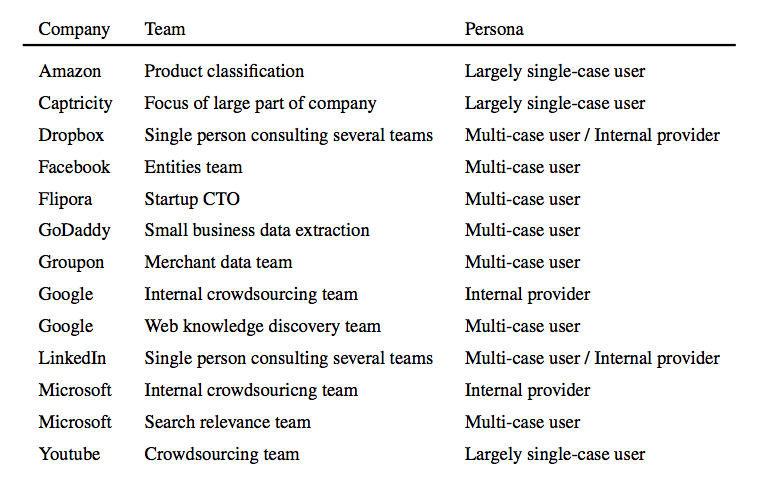 Company Team Persona
Amazon Product classification Largely single-case user
Captricity Focus of large part of company Largely single-case user
Dropbox Single person consulting several teams Multi-case user / Internal provider
Facebook Entities team Multi-case user
Flipora Startup CTO Multi-case user
GoDaddy Small business data extraction Multi-case user
Groupon Merchant data team Multi-case user
Google Internal crowdsourcing team Internal provider
Google Web knowledge discovery team Multi-case user
LinkedIn Single person consulting several teams Multi-case user / Internal provider
Microsoft Internal crowdsouricng team Internal provider
Microsoft Search relevance team Multi-case user
Youtube Crowdsourcing team Largely single-case user